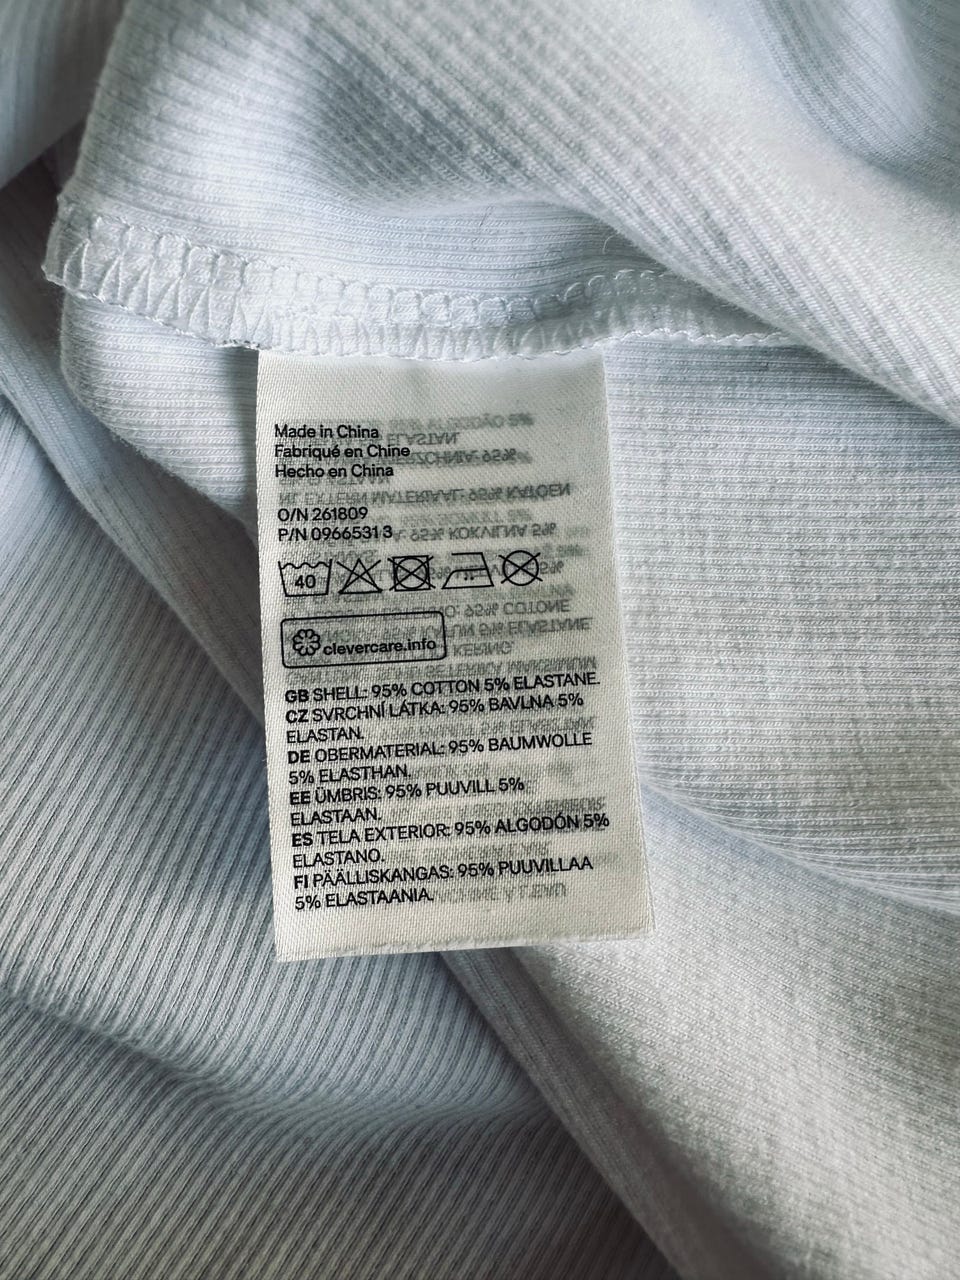 Made in China
Fabriqué en Chine
Hecho en China
O/N 261809
P/N 09665313
40
clevercare.info
GB SHELL: 95% COTTON 5% ELASTANE.
CZ SVRCHNÍ LÁTKA: 95% BAVLNA 5%
ELASTAN.
DE OBERMATERIAL: 95% BAUMWOLLE
5% ELASTHAN.
EE ÜMBRIS: 95% PUUVILL 5%
ELASTAAN.
ES TELA EXTERIOR: 95% ALGODÓN 5%
ELASTANO.
FI PÄÄLLISKANGAS: 95% PUUVILLAA
5% ELASTAANIA.